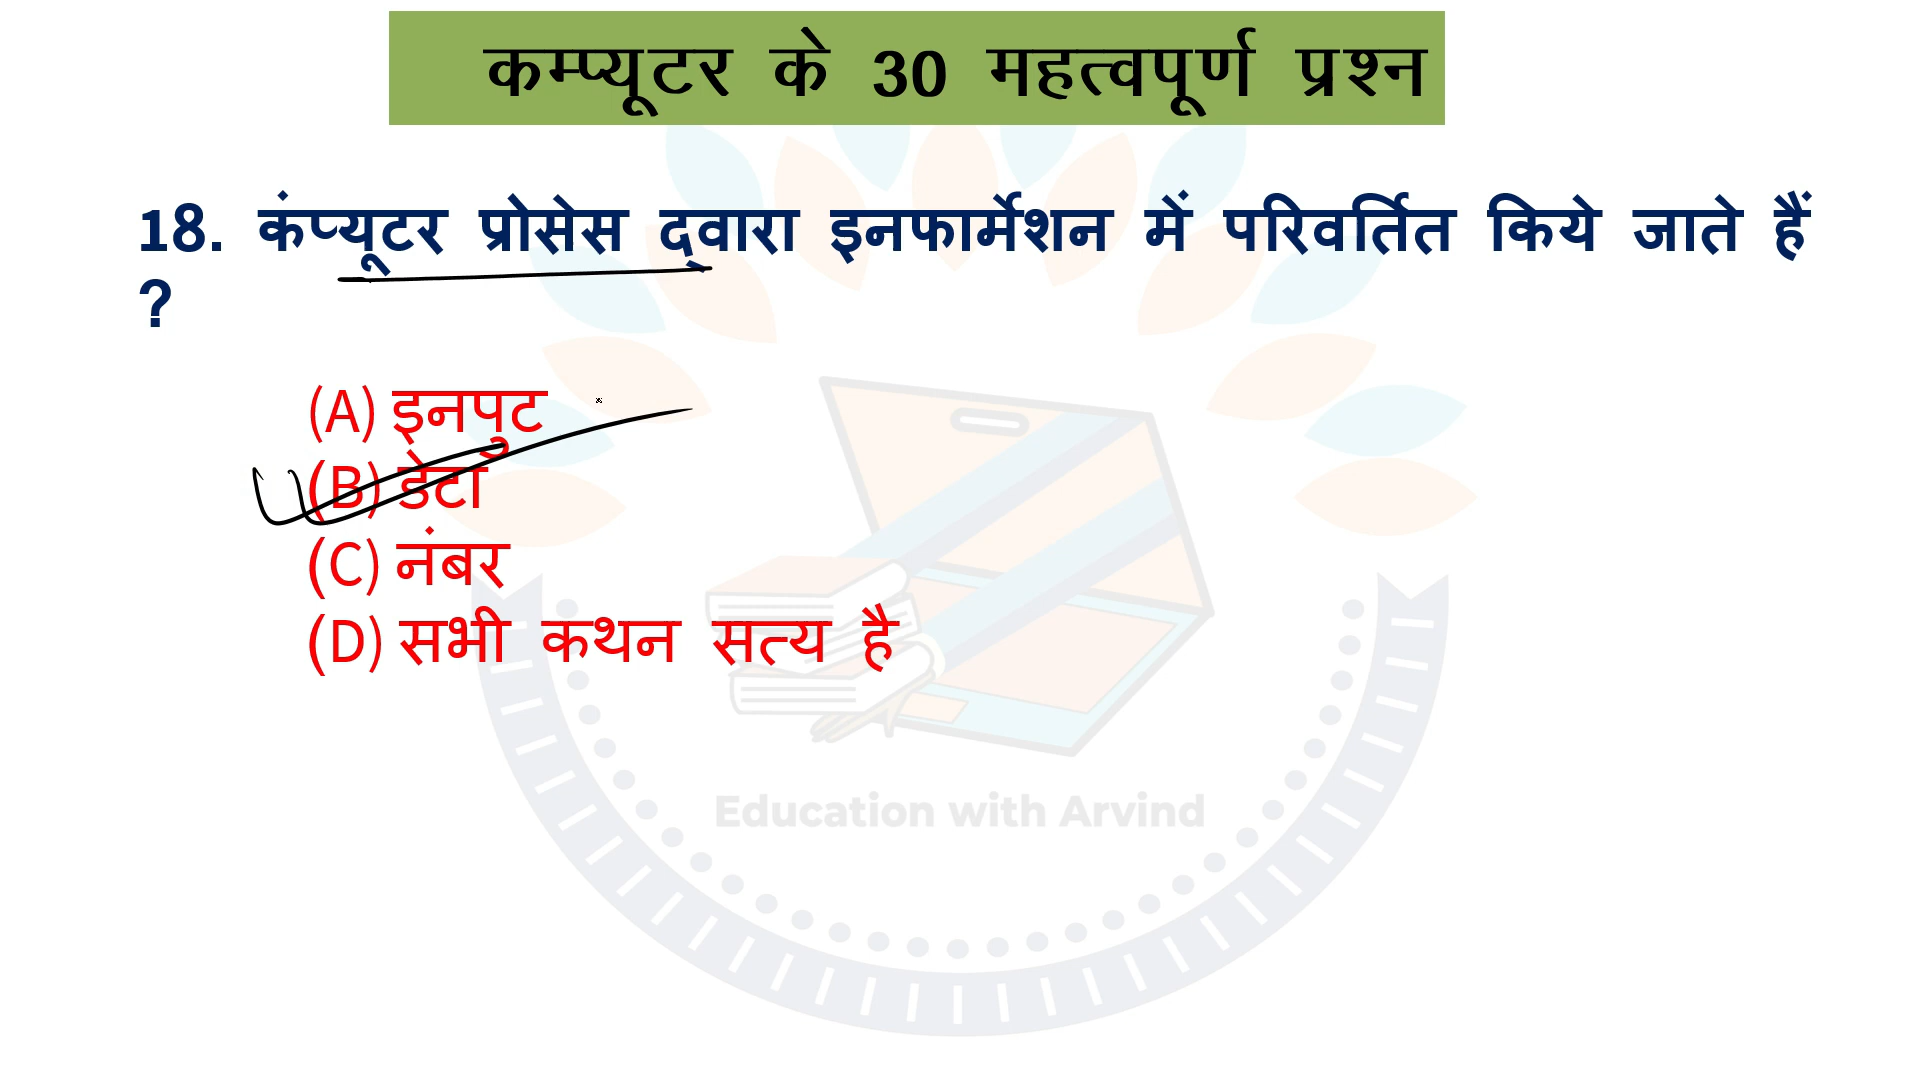 कम्प्यूटर के 30 महत्वपूर्ण प्रश्न
18. कंप्यूटर प्रोसेस द्वारा इनफार्मेशन में परिवर्तित किये जाते हैं
?
(A) इनपुट
(B) डेटा
(C) नंबर
(D) सभी कथन सत्य है
Education with Arvind